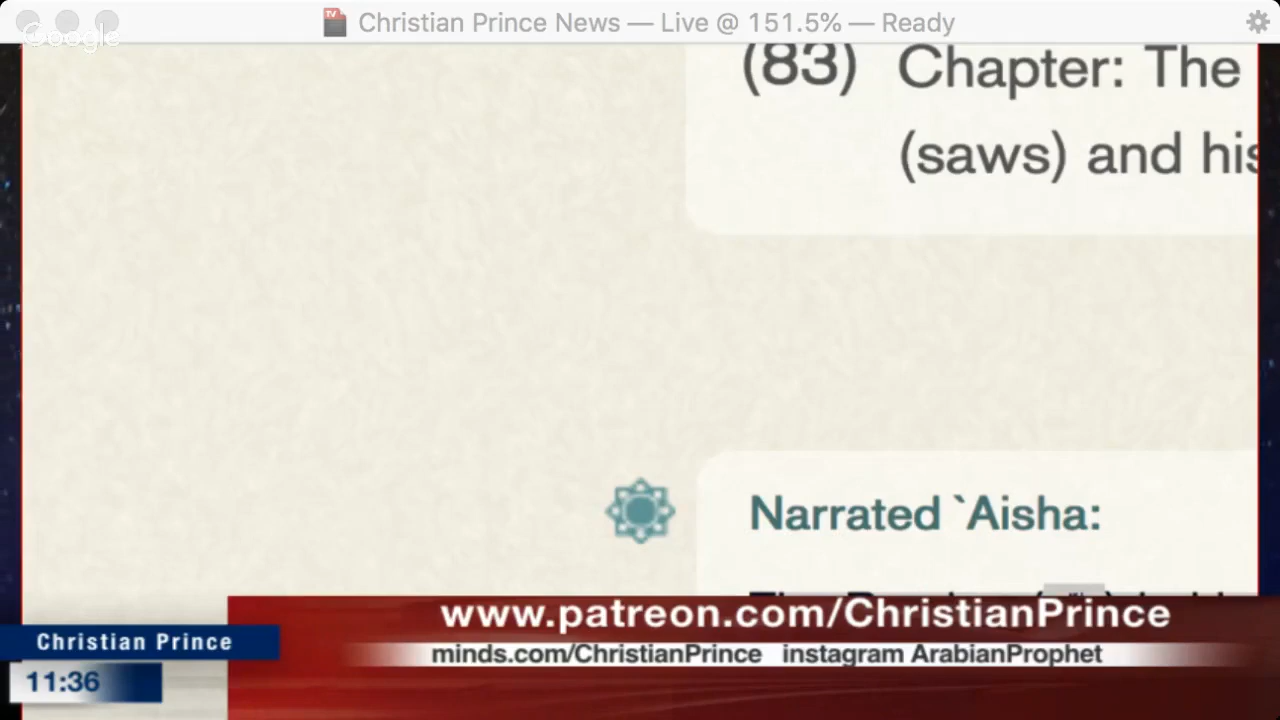 Christian Prince News — Live @ 151.5% — Ready
Google
(83) Chapter: The
(saws) and his
Narrated `Aisha:
www.patreon.com/ChristianPrince
Christian Prince
minds.com/ChristianPrince instagram ArabianProphet
11:36